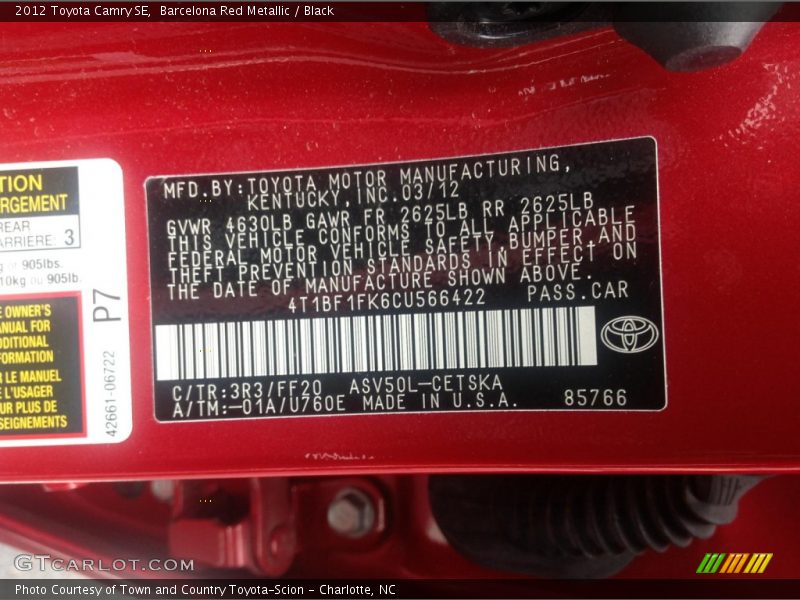 2012 Toyota Camry SE, Barcelona Red Metallic / Black
MFD.BY:TOYOTA MOTOR MANUFACTURING,
KENTUCKY,INC.03/12
GVWR 4630LB GAWR FR 2625LB RR 2625LB
THIS VEHICLE CONFORMS TO ALL APPLICABLE
FEDERAL MOTOR VEHICLE SAFETY,BUMPER,AND
THEFT PREVENTION STANDARDS IN EFFECT ON
THE DATE OF MANUFACTURE SHOWN ABOVE.
4T1BF1FK6CU566422 PASS.CAR
C/TR:3R3/FF20 ASV50L-CETSKA
A/TM:-01A/U760E MADE IN U.S.A. 85766
TION
RGEMENT
REAR
ARRIERE 3
905lbs.
10kg ou 905lb.
E OWNER'S
ANUAL FOR
DDITIONAL
FORMATION
R LE MANUEL
E L'USAGER
UR PLUS DE
SEIGNEMENTS
P7
42661-06722
GTCARLOT.COM
Photo Courtesy of Town and Country Toyota-Scion - Charlotte, NC